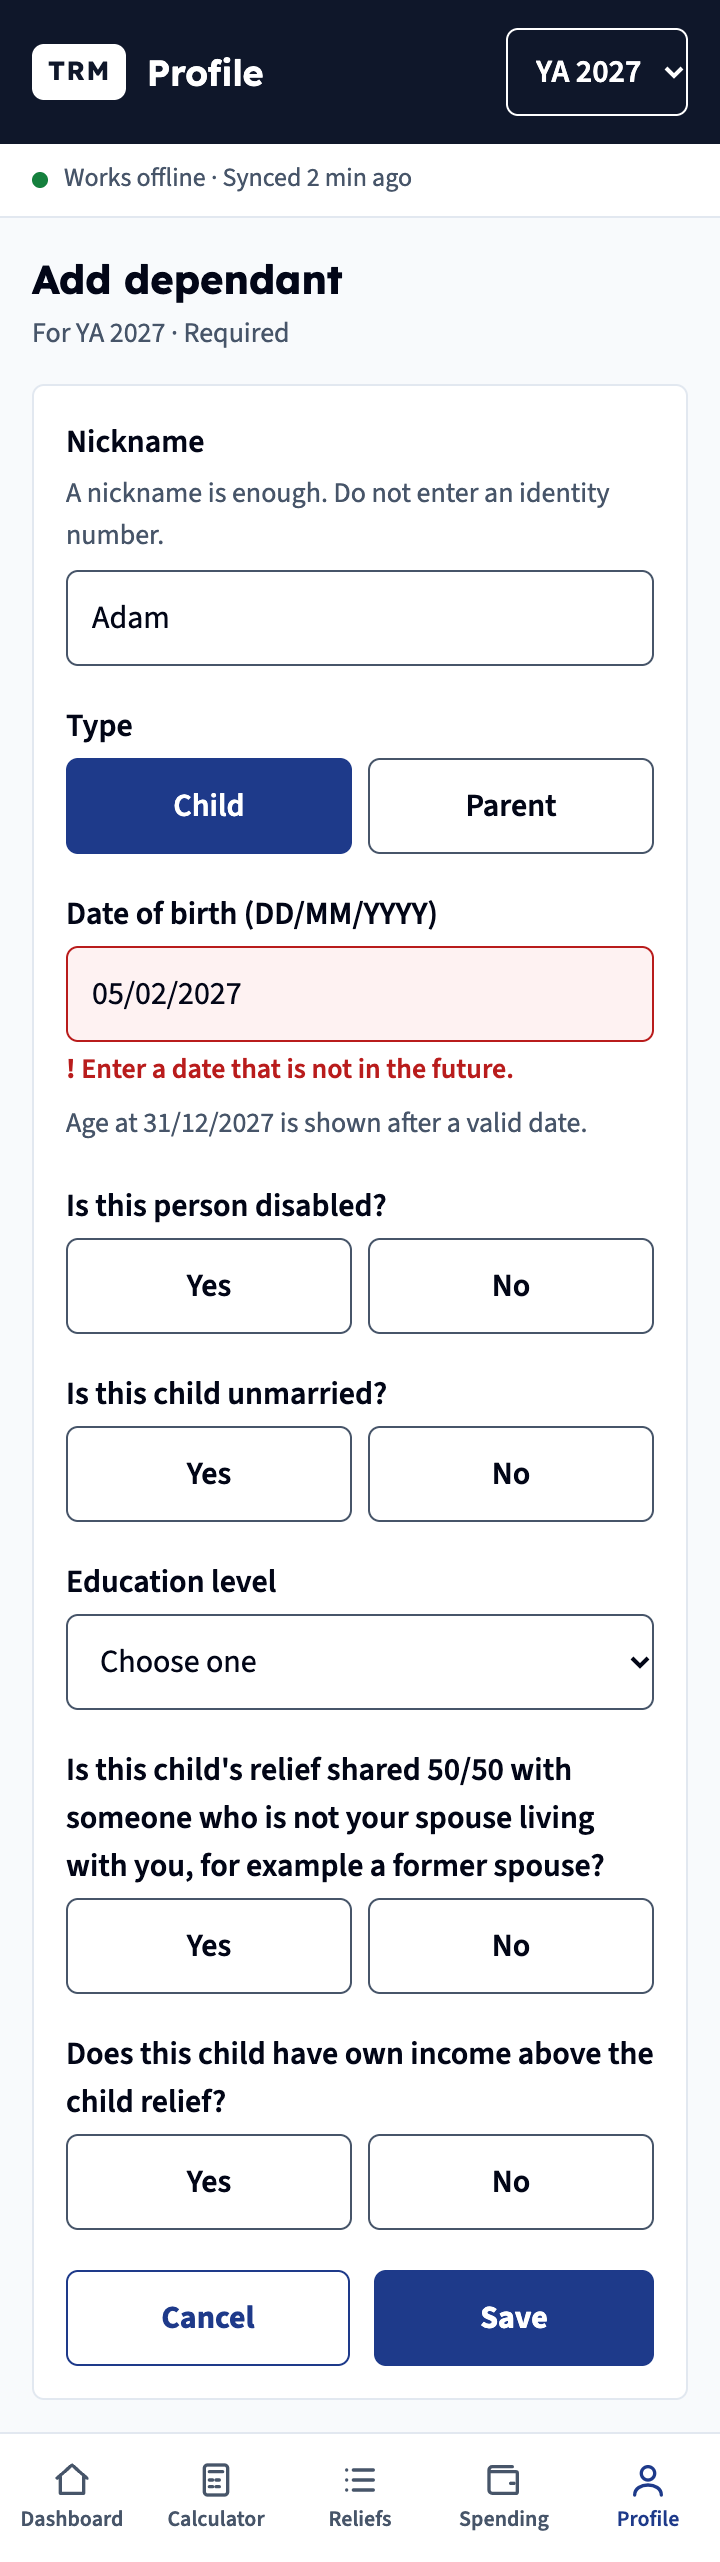 TRM Profile YA 2027
Works offline · Synced 2 min ago
Add dependant
For YA 2027 · Required
Nickname
A nickname is enough. Do not enter an identity
number.
Adam
Type
Child Parent
Date of birth (DD/MM/YYYY)
05/02/2027
! Enter a date that is not in the future.
Age at 31/12/2027 is shown after a valid date.
Is this person disabled?
Yes No
Is this child unmarried?
Yes No
Education level
Choose one
Is this child's relief shared 50/50 with
someone who is not your spouse living
with you, for example a former spouse?
Yes No
Does this child have own income above the
child relief?
Yes No
Cancel Save
Dashboard Calculator Reliefs Spending Profile